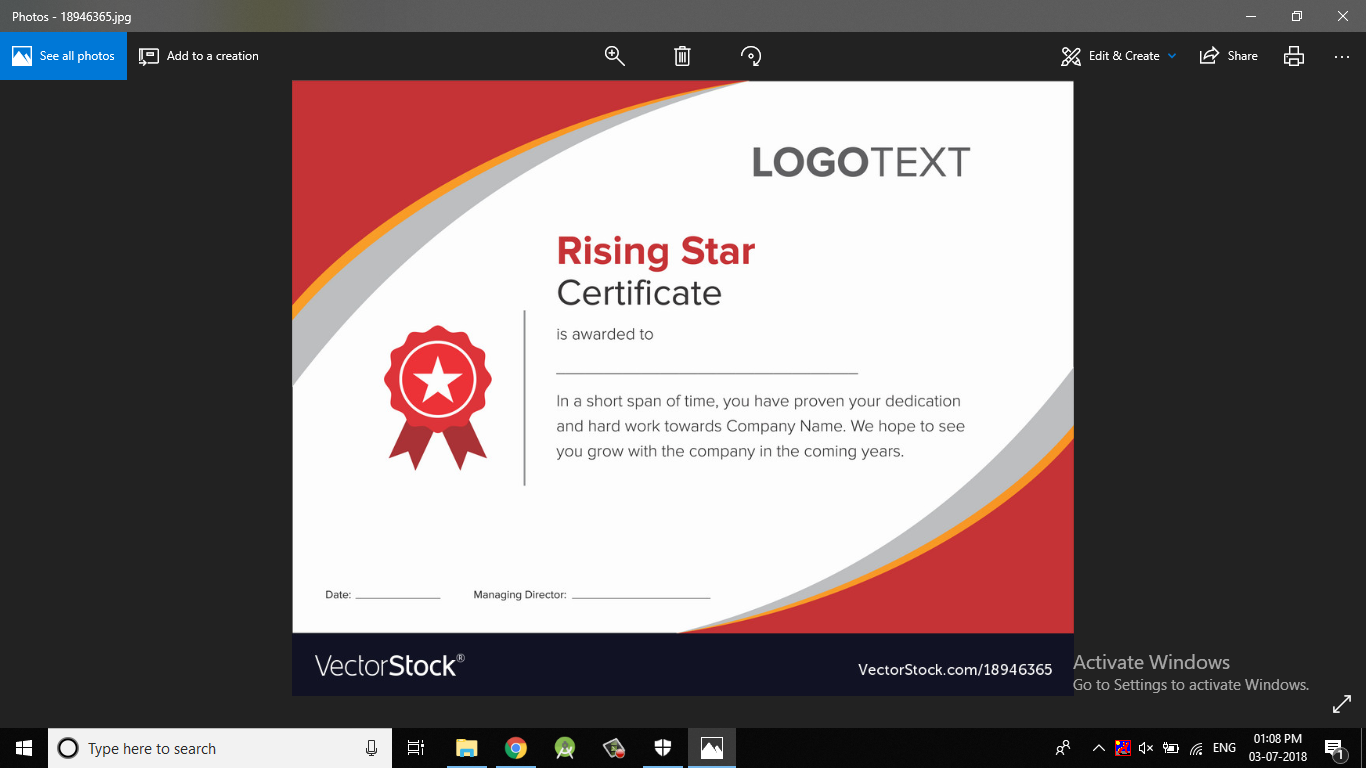 Photos - 18946365.jpg
See all photos
Add to a creation
Edit & Create
Share
LOGOTEXT
Rising Star
Certificate
is awarded to
In a short span of time, you have proven your dedication
and hard work towards Company Name. We hope to see
you grow with the company in the coming years.
Date: Managing Director:
VectorStock®
VectorStock.com/18946365
Activate Windows
Go to Settings to activate Windows.
Type here to search
ENG
01:08 PM
03-07-2018
1